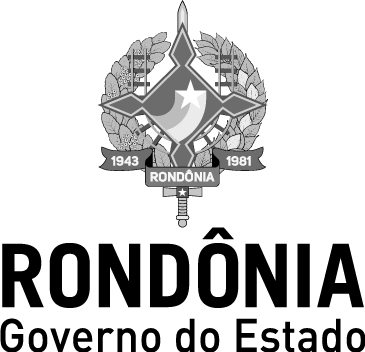 1943 1981
RONDÔNIA
RONDÔNIA
Governo do Estado